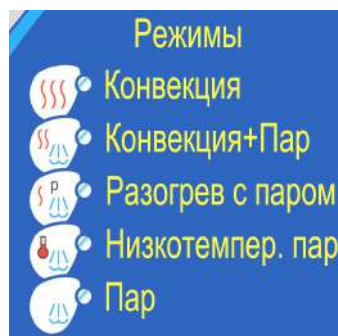 Режимы
Конвекция
Конвекция+Пар
p
Разогрев с паром
Низкотемпер. пар
Пар